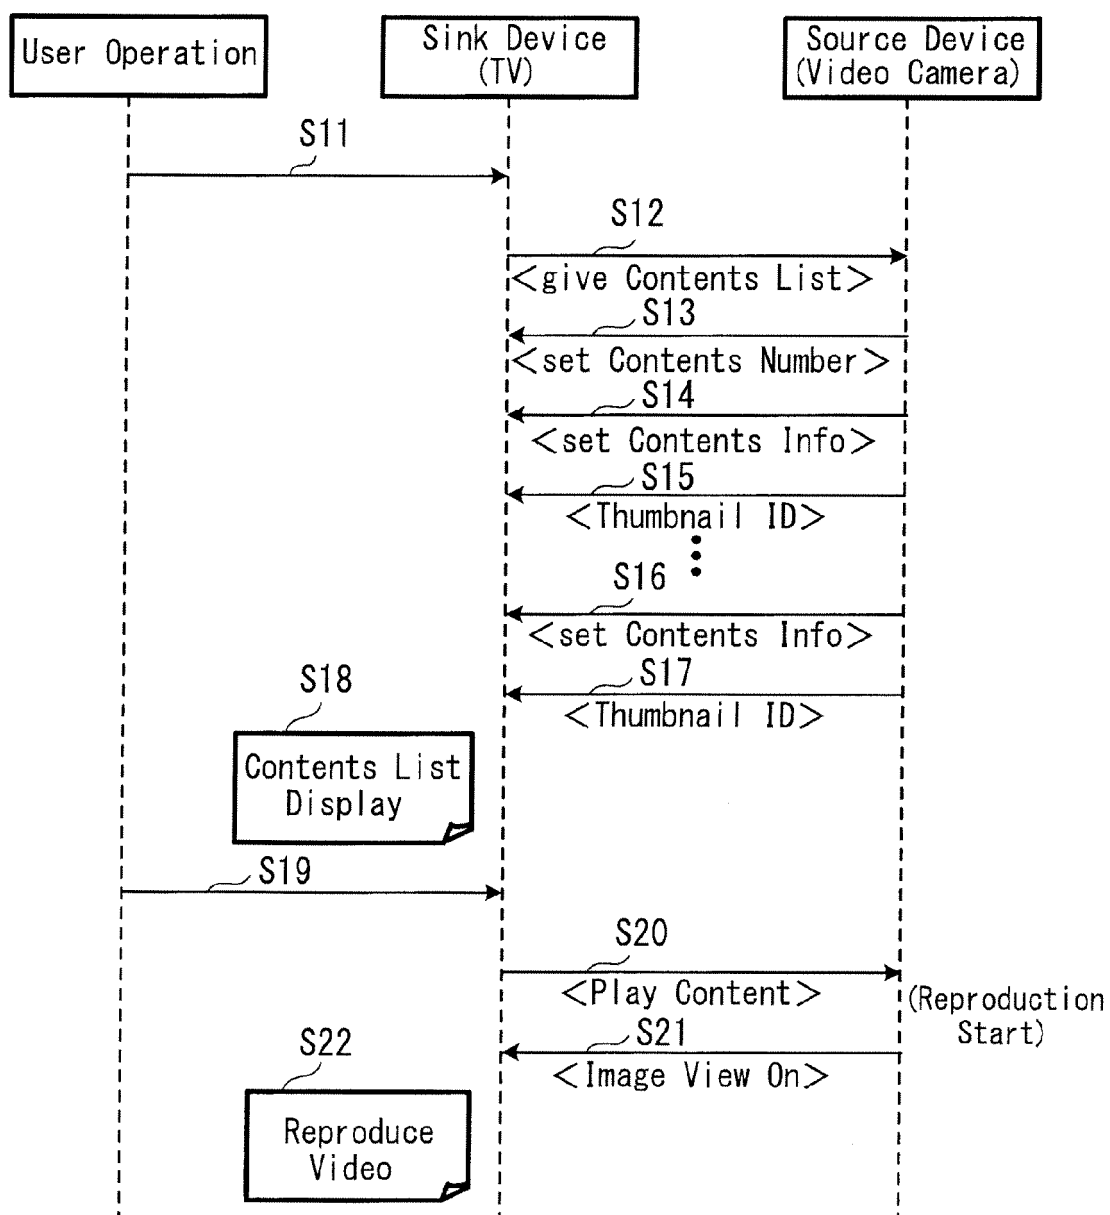 User Operation
Sink Device
(TV)
Source Device
(Video Camera)
S11
S12
<give Contents List>
S13
<set Contents Number>
S14
<set Contents Info>
S15
<Thumbnail ID>
S16
<set Contents Info>
S17
<Thumbnail ID>
S18
Contents List
Display
S19
S20
<Play Content>
(Reproduction
Start)
S21
<Image View On>
S22
Reproduce
Video